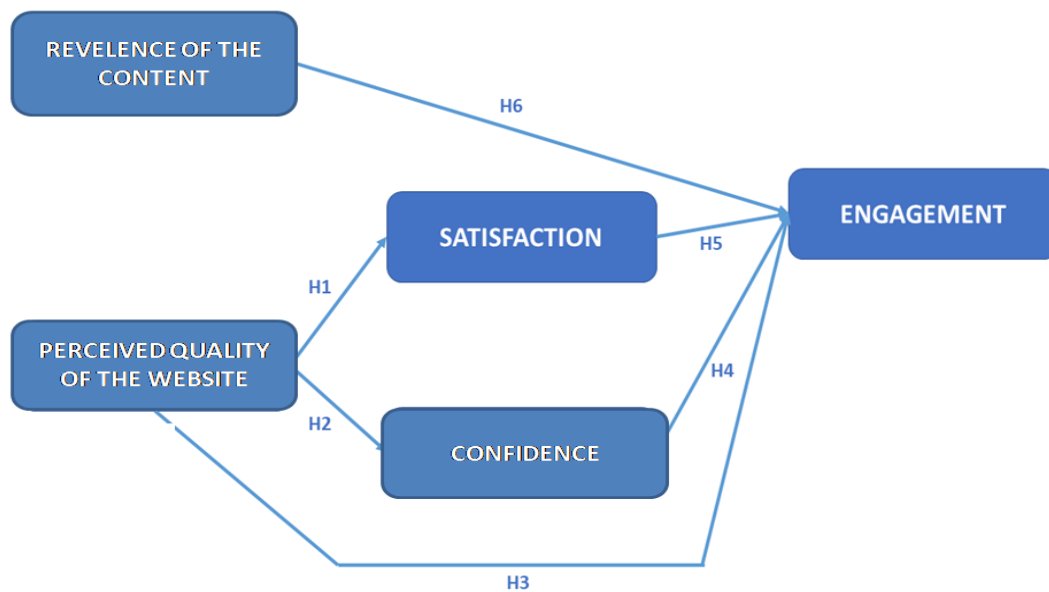 REVELENCE OF THE
CONTENT
H6
ENGAGEMENT
SATISFACTION
H5
H1
PERCEIVED QUALITY
OF THE WEBSITE
H4
H2
CONFIDENCE
H3